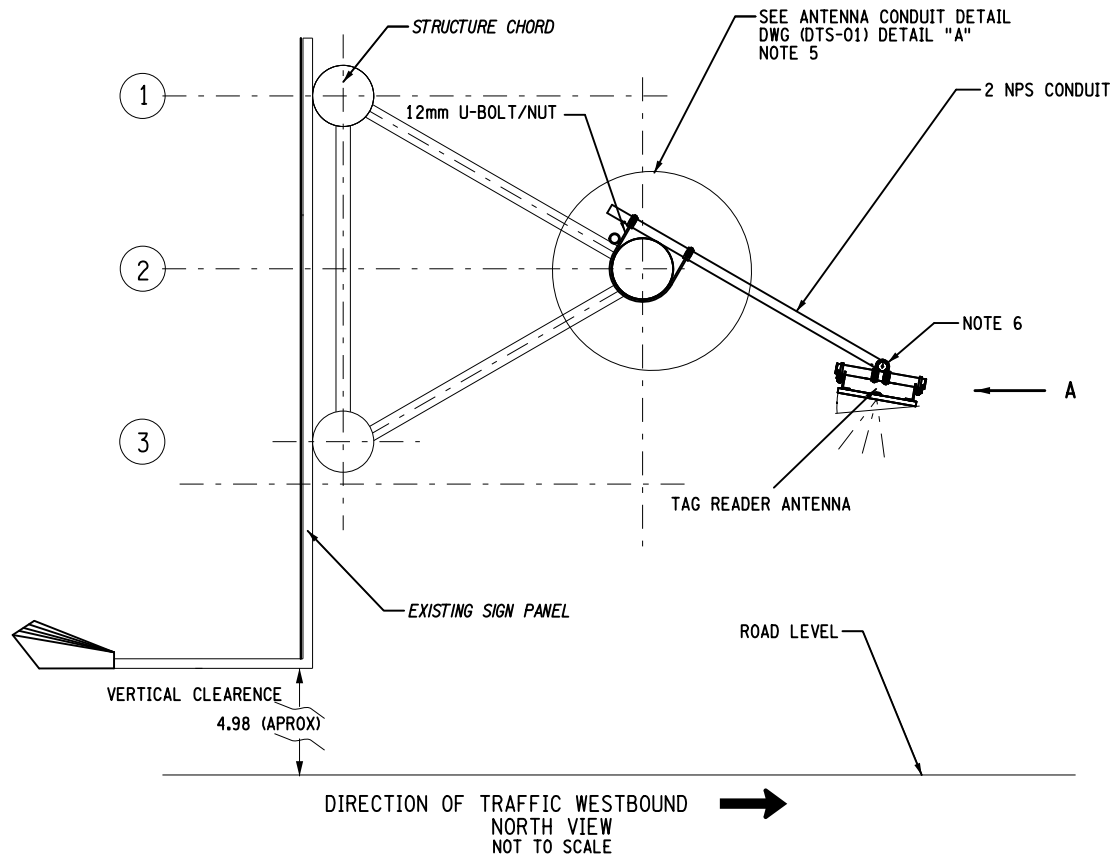 STRUCTURE CHORD
SEE ANTENNA CONDUIT DETAIL
DWG (DTS-01) DETAIL "A"
NOTE 5
1
12mm U-BOLT/NUT
2 NPS CONDUIT
2
NOTE 6
A
3
TAG READER ANTENNA
EXISTING SIGN PANEL
ROAD LEVEL
VERTICAL CLEARENCE
4.98 (APROX)
DIRECTION OF TRAFFIC WESTBOUND
NORTH VIEW
NOT TO SCALE